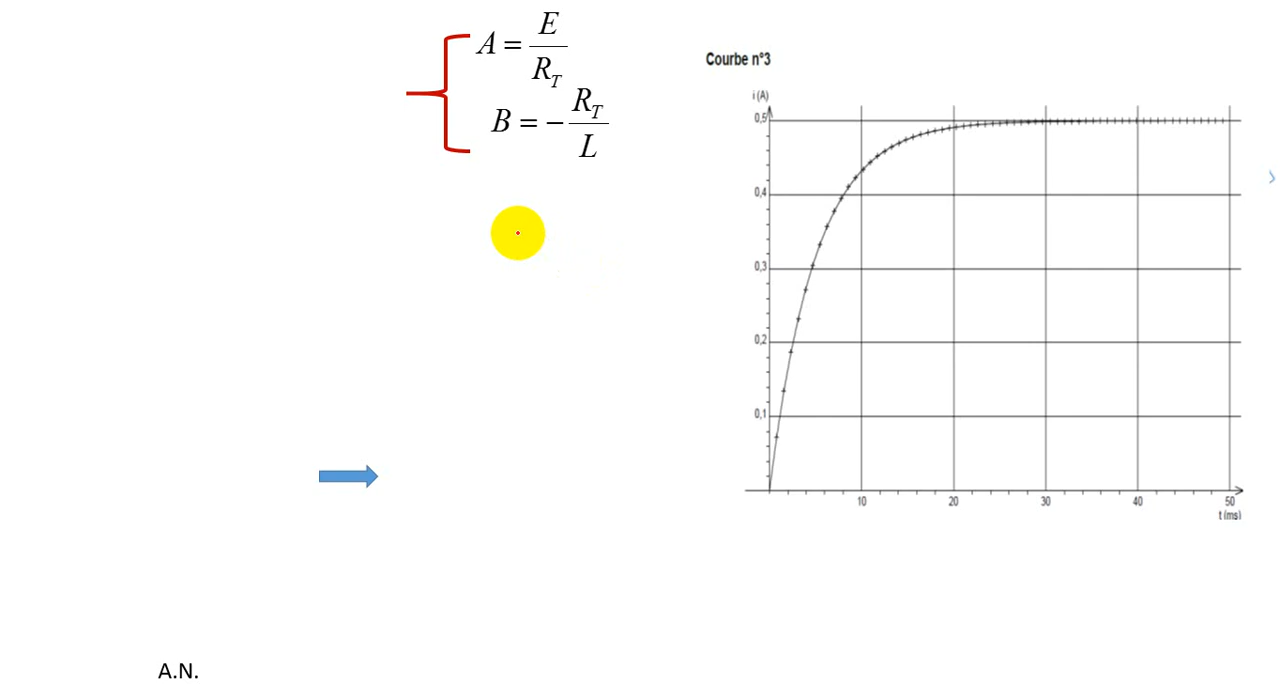 A = E / R_T
B = - R_T / L
Courbe n°3
i (A)
0,5
0,4
0,3
0,2
0,1
10 20 30 40 50
t (ms)
A.N.